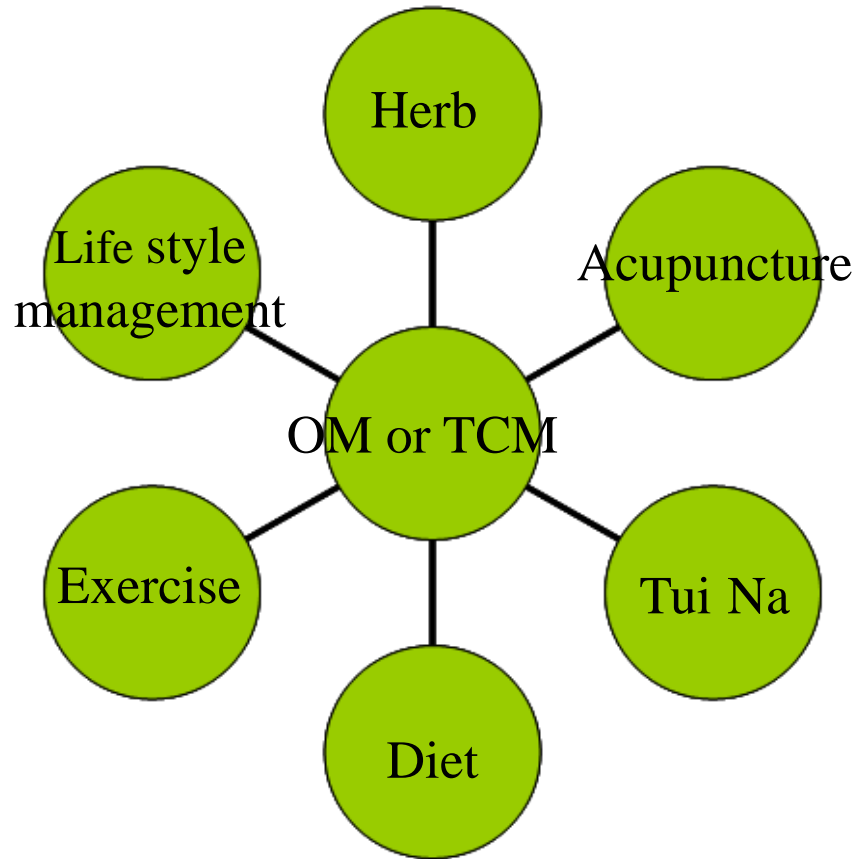 Herb
Life style
management
Acupuncture
OM or TCM
Exercise
Tui Na
Diet